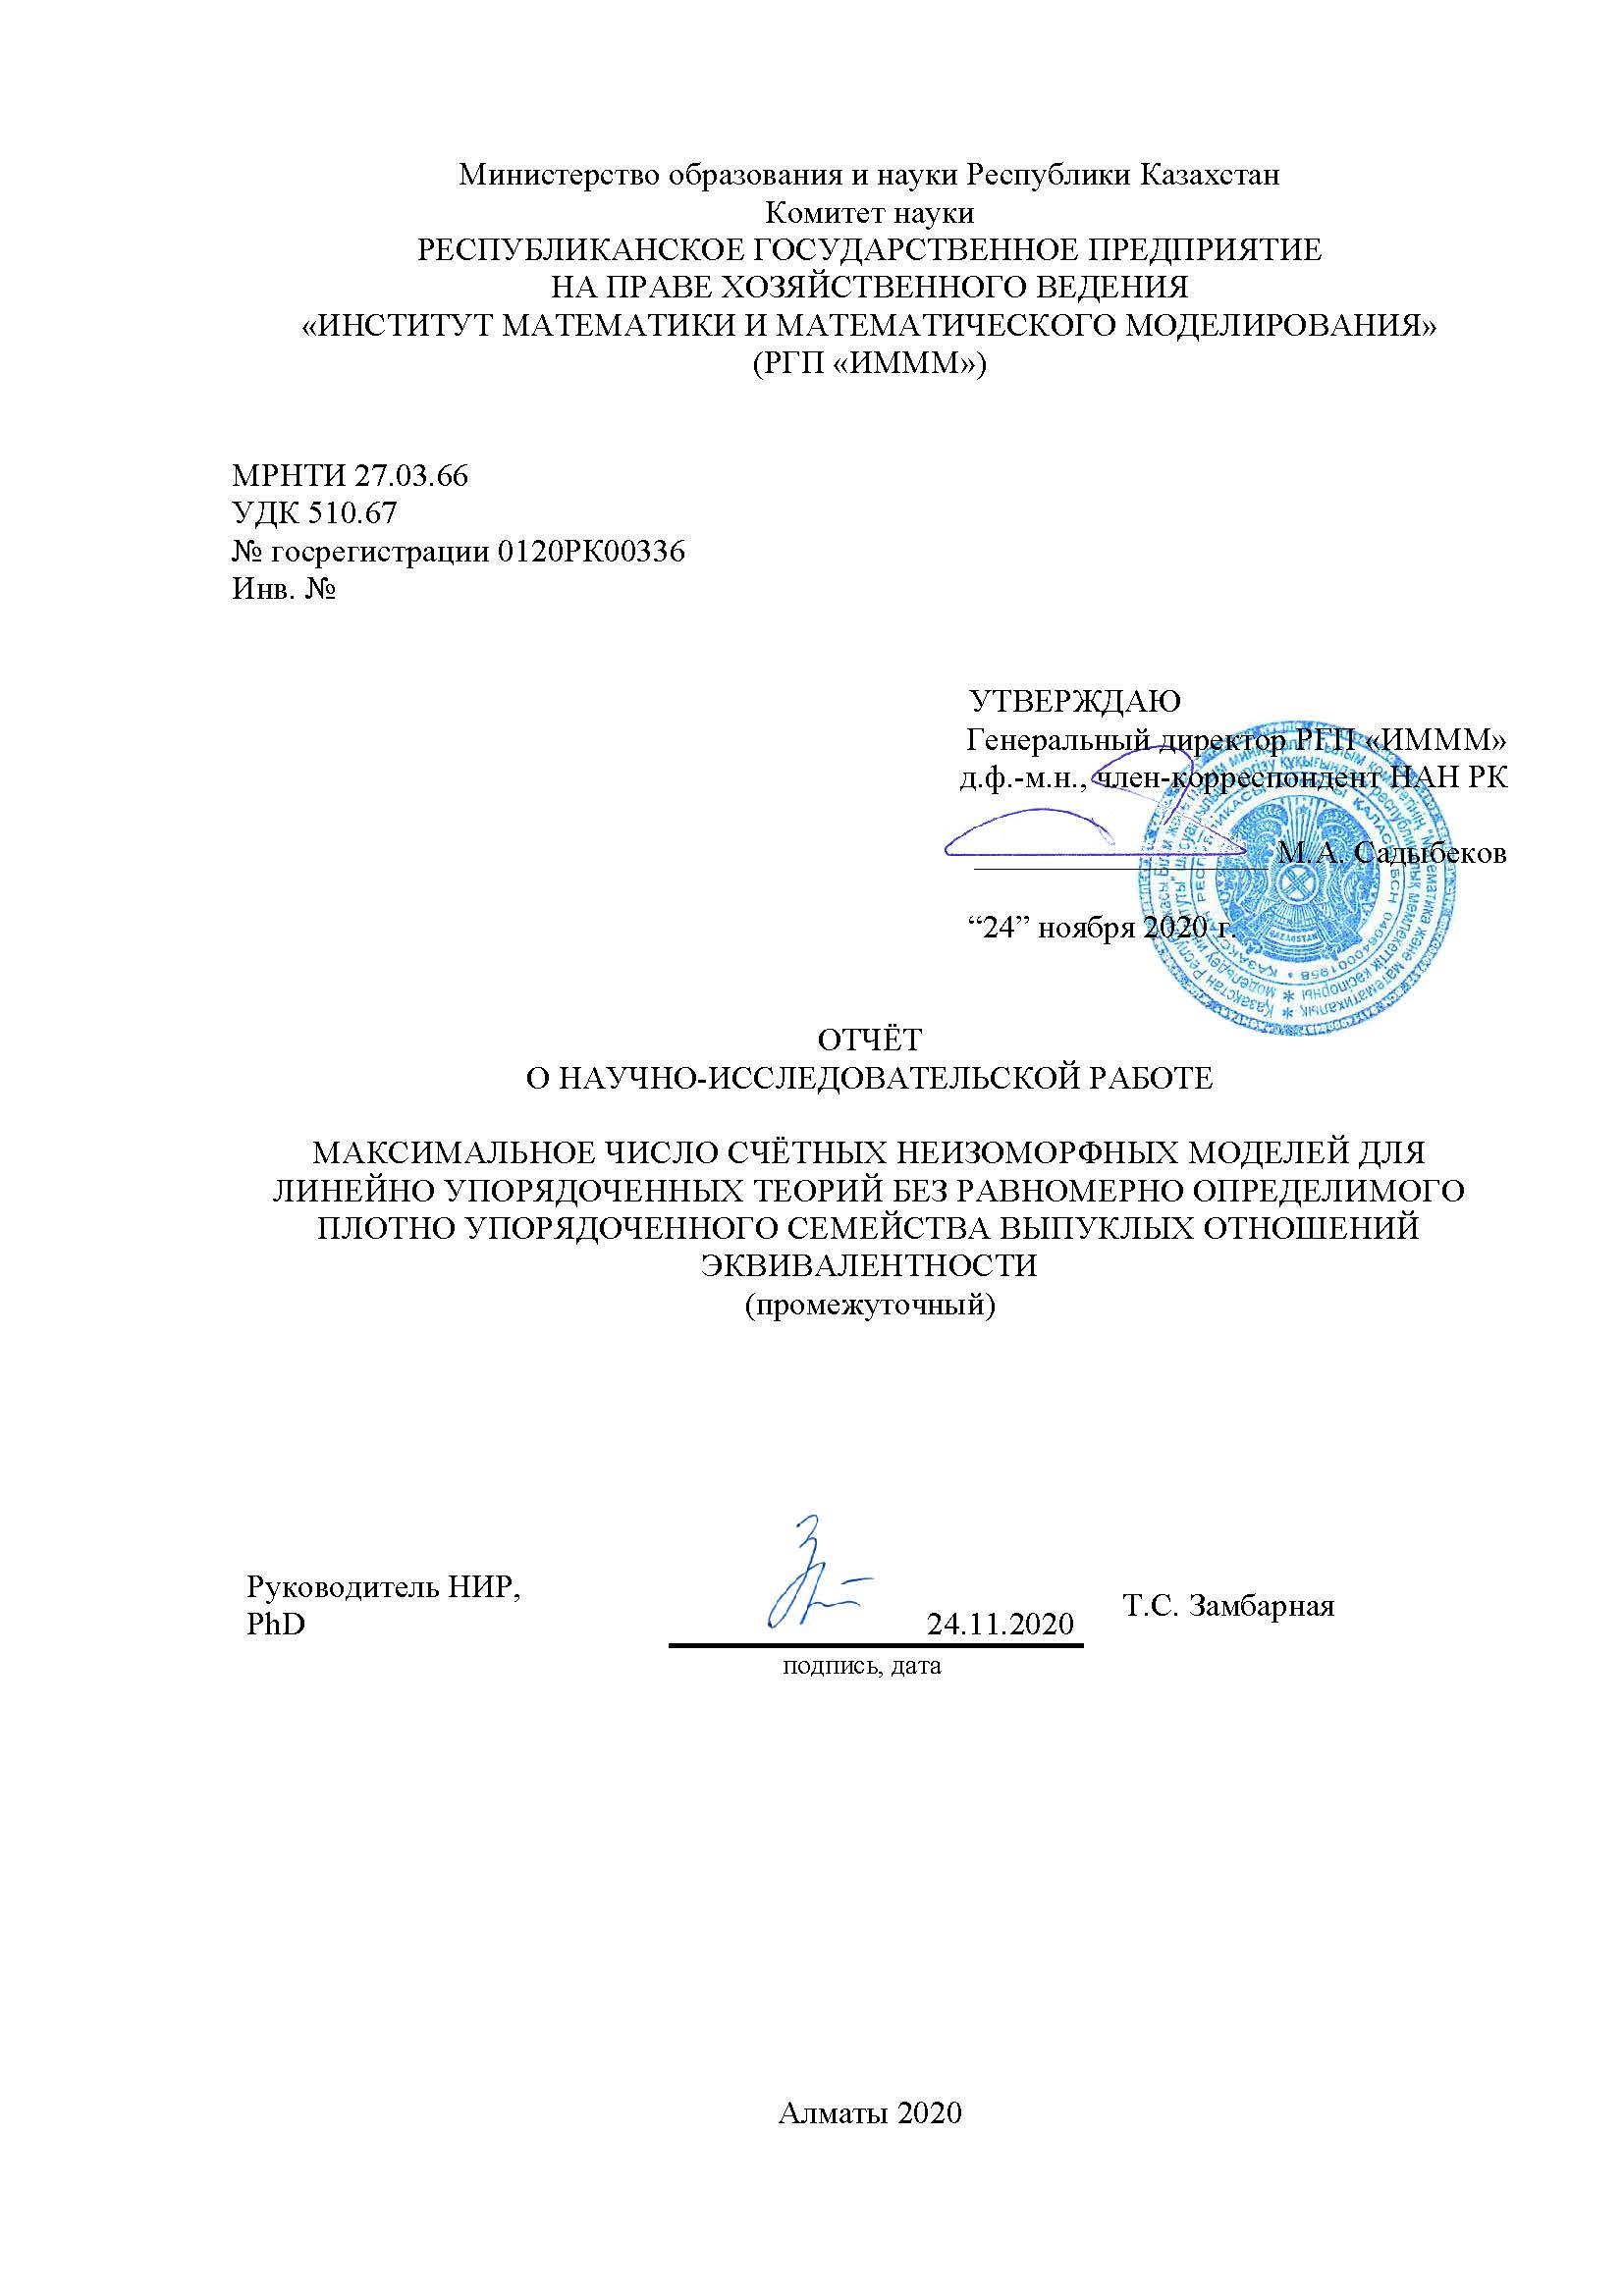 Министерство образования и науки Республики Казахстан
Комитет науки
РЕСПУБЛИКАНСКОЕ ГОСУДАРСТВЕННОЕ ПРЕДПРИЯТИЕ
НА ПРАВЕ ХОЗЯЙСТВЕННОГО ВЕДЕНИЯ
«ИНСТИТУТ МАТЕМАТИКИ И МАТЕМАТИЧЕСКОГО МОДЕЛИРОВАНИЯ»
(РГП «ИМММ»)
МРНТИ 27.03.66
УДК 510.67
№ госрегистрации 0120РК00336
Инв. №
УТВЕРЖДАЮ
Генеральный директор РГП «ИМММ»
д.ф.-м.н., член-корреспондент НАН РК
М.А. Садыбеков
“24” ноября 2020 г.
ОТЧЁТ
О НАУЧНО-ИССЛЕДОВАТЕЛЬСКОЙ РАБОТЕ
МАКСИМАЛЬНОЕ ЧИСЛО СЧЁТНЫХ НЕИЗОМОРФНЫХ МОДЕЛЕЙ ДЛЯ
ЛИНЕЙНО УПОРЯДОЧЕННЫХ ТЕОРИЙ БЕЗ РАВНОМЕРНО ОПРЕДЕЛИМОГО
ПЛОТНО УПОРЯДОЧЕННОГО СЕМЕЙСТВА ВЫПУКЛЫХ ОТНОШЕНИЙ
ЭКВИВАЛЕНТНОСТИ
(промежуточный)
Руководитель НИР,
PhD
24.11.2020
Т.С. Замбарная
подпись, дата
Алматы 2020